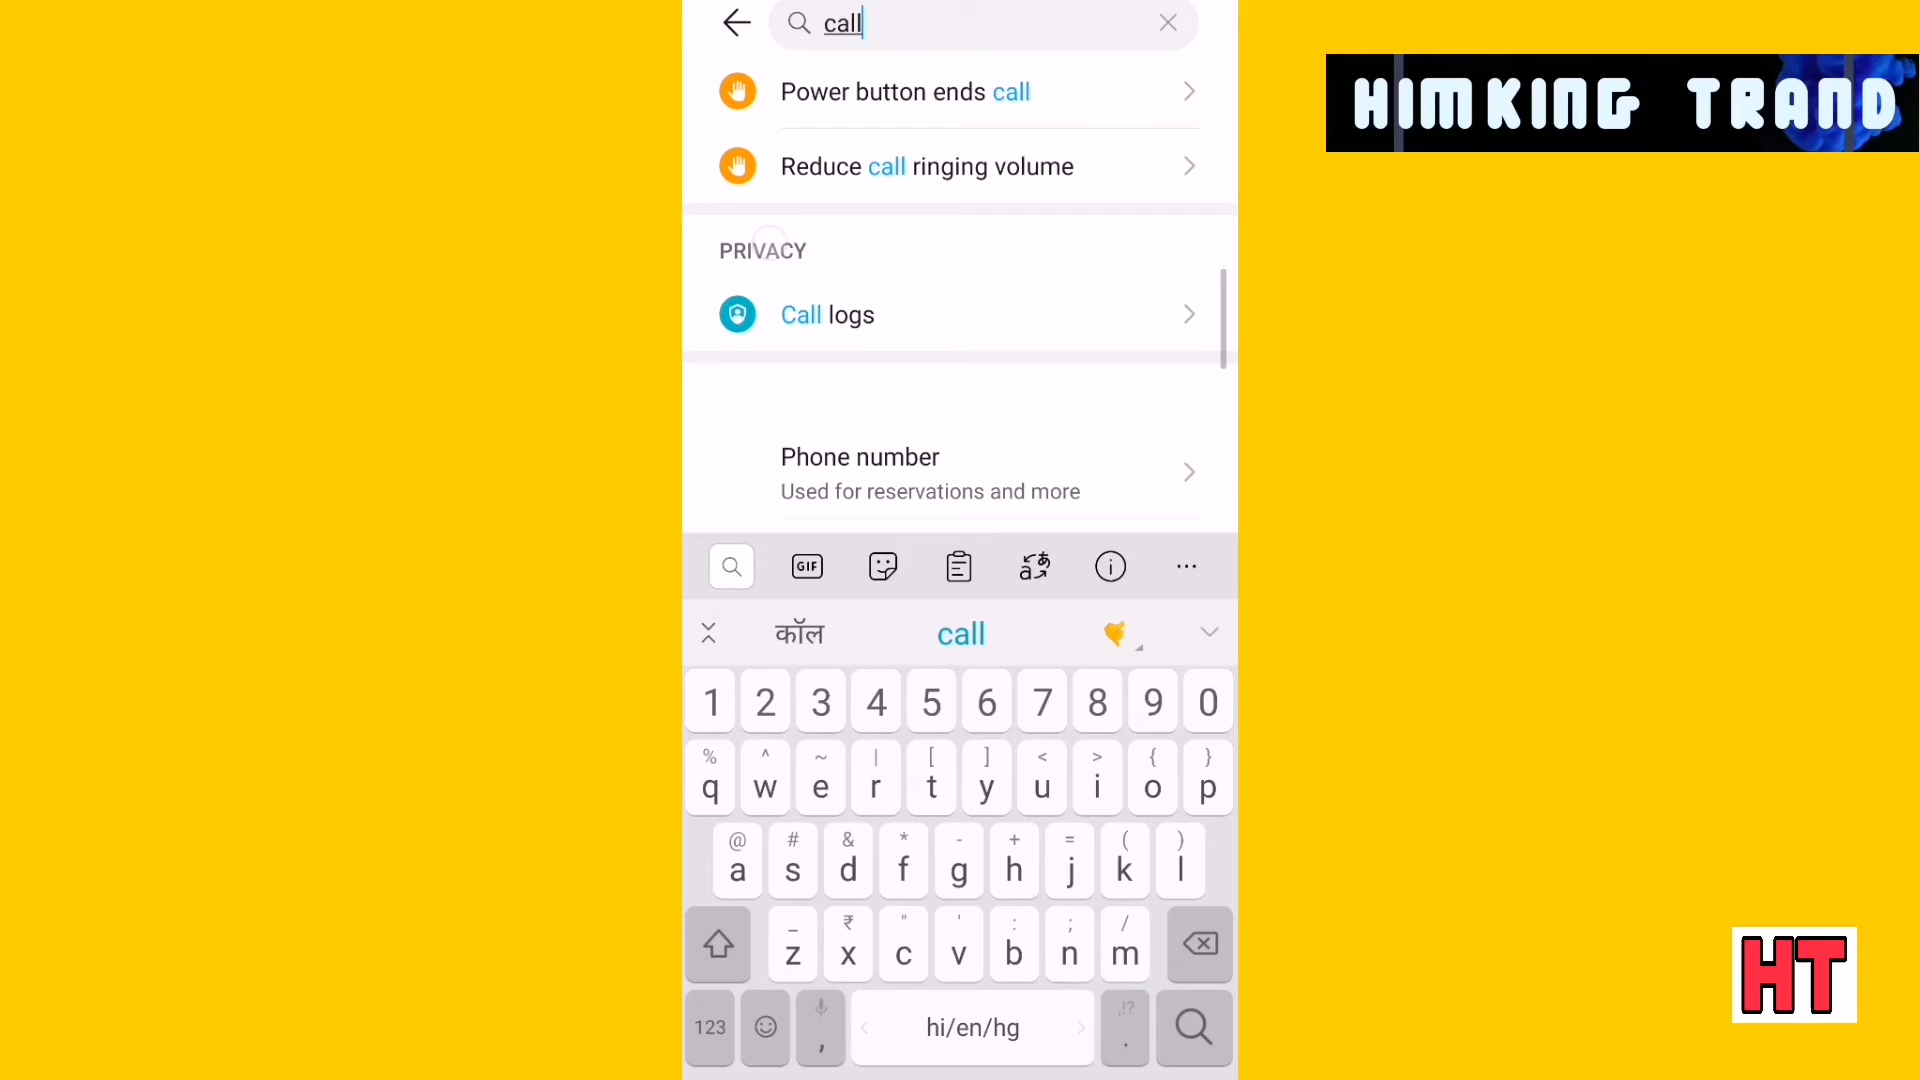 call
HIMKING TRAND
Power button ends call
Reduce call ringing volume
PRIVACY
Call logs
Phone number
Used for reservations and more
GIF
कॉल call
1 2 3 4 5 6 7 8 9 0
% ^ ~ | [ ] < > { }
q w e r t y u i o p
@ # & * - + = ( )
a s d f g h j k l
_ ₹ " ' : ; /
z x c v b n m
,!?
123 , hi/en/hg .
HT